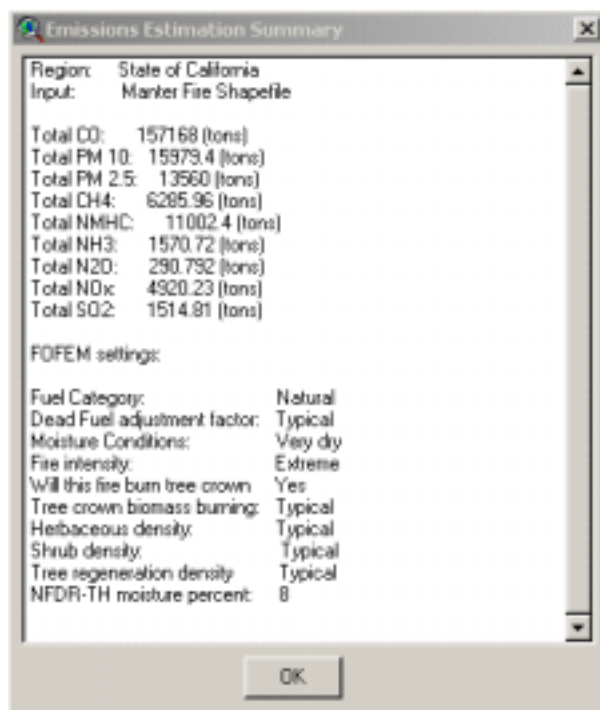 Emissions Estimation Summary
Region: State of California
Input: Manter Fire Shapefile
Total CO: 157168 (tons)
Total PM 10: 15979.4 (tons)
Total PM 2.5: 13560 (tons)
Total CH4: 6285.96 (tons)
Total NMHC: 11002.4 (tons)
Total NH3: 1570.72 (tons)
Total N2O: 290.792 (tons)
Total NOx: 4920.23 (tons)
Total SO2: 1514.81 (tons)
FOFEM settings:
Fuel Category: Natural
Dead Fuel adjustment factor: Typical
Moisture Conditions: Very dry
Fire intensity: Extreme
Will this fire burn tree crown Yes
Tree crown biomass burning: Typical
Herbaceous density: Typical
Shrub density: Typical
Tree regeneration density Typical
NFDR-TH moisture percent: 8
OK